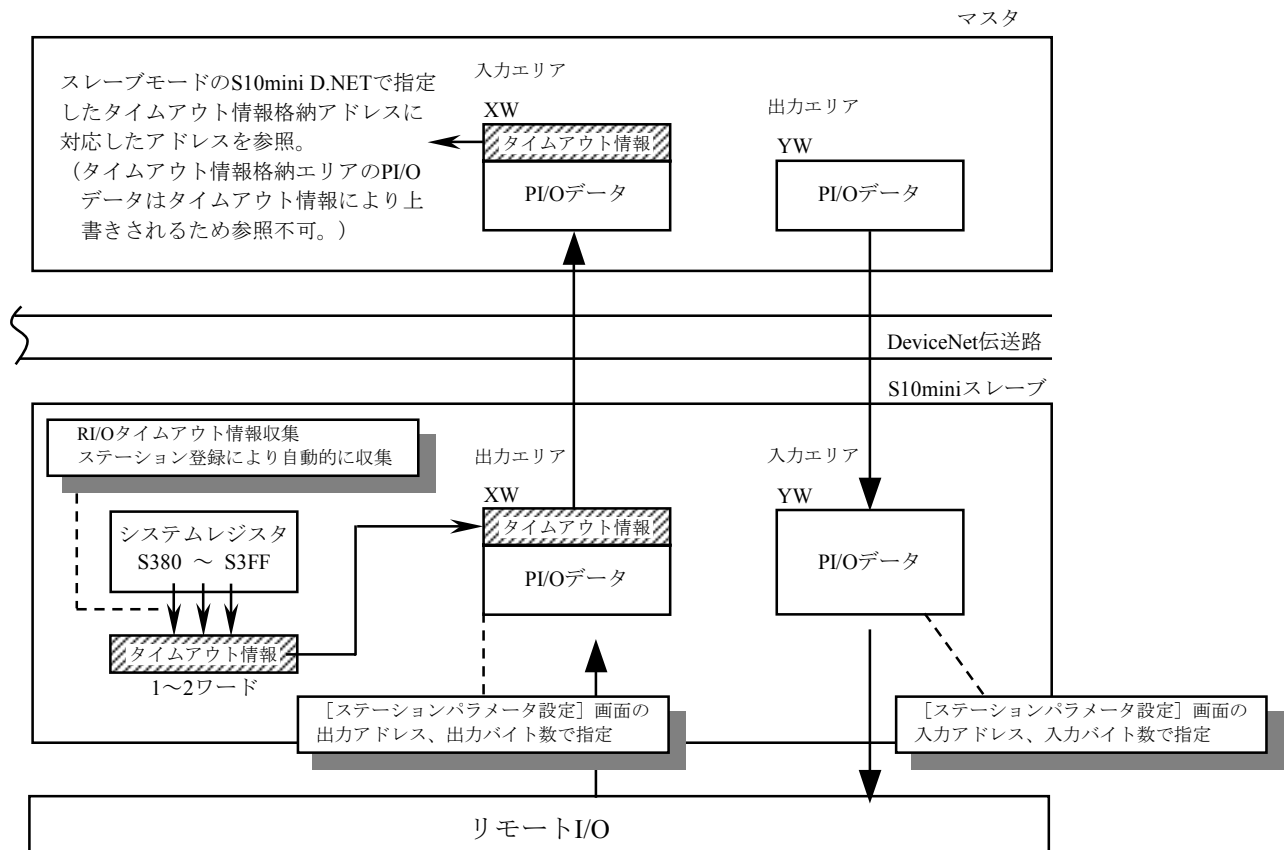 マスタ
スレーブモードのS10mini D.NETで指定
したタイムアウト情報格納アドレスに
対応したアドレスを参照。
（タイムアウト情報格納エリアのPI/O
データはタイムアウト情報により上
書きされるため参照不可。）
入力エリア
XW
タイムアウト情報
PI/Oデータ
出力エリア
YW
PI/Oデータ
DeviceNet伝送路
S10miniスレーブ
RI/Oタイムアウト情報収集
ステーション登録により自動的に収集
システムレジスタ
S380 ～ S3FF
タイムアウト情報
1～2ワード
出力エリア
XW
タイムアウト情報
PI/Oデータ
入力エリア
YW
PI/Oデータ
［ステーションパラメータ設定］画面の
出力アドレス、出力バイト数で指定
［ステーションパラメータ設定］画面の
入力アドレス、入力バイト数で指定
リモートI/O